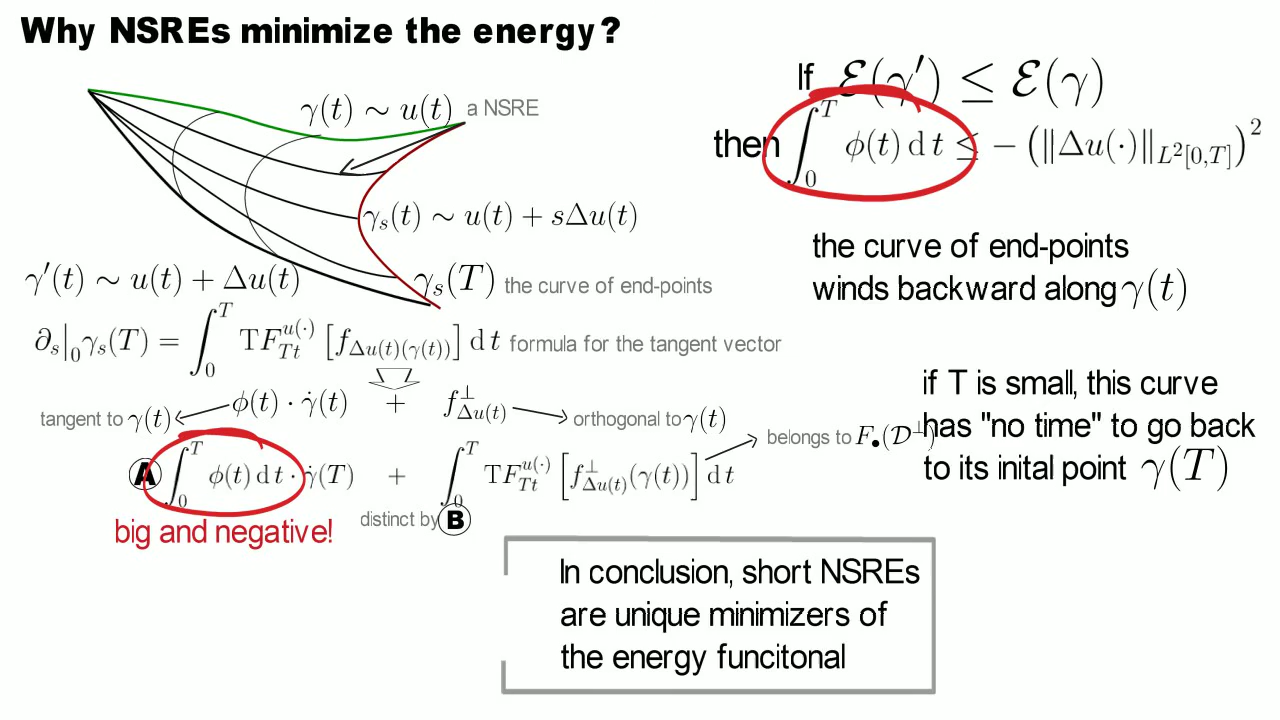 Why NSREs minimize the energy?
γ(t) ∼ u(t) a NSRE
γ_s(t) ∼ u(t) + sΔu(t)
γ′(t) ∼ u(t) + Δu(t)
γ_s(T) the curve of end-points
∂_s|_0 γ_s(T) = ∫_0^T TF_{Tt}^{u(·)} [f_{Δu(t)(γ(t))}] d t formula for the tangent vector
tangent to γ(t) φ(t) · γ̇(t) + f^⊥_{Δu(t)} orthogonal to γ(t)
A ∫_0^T φ(t) d t · γ̇(T) + ∫_0^T TF_{Tt}^{u(·)} [f^⊥_{Δu(t)}(γ(t))] d t belongs to F_•(𝒟^⊥)
big and negative!
distinct by B
If ℰ(γ′) ≤ ℰ(γ)
then ∫_0^T φ(t) d t ≤ − (‖Δu(·)‖_{L²[0,T]})²
the curve of end-points
winds backward along γ(t)
if T is small, this curve
has "no time" to go back
to its inital point γ(T)
In conclusion, short NSREs
are unique minimizers of
the energy funcitonal